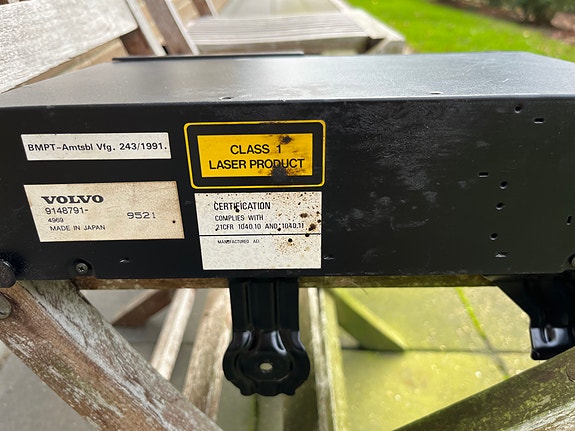 BMPT-Amtsbl Vfg. 243/1991.
CLASS 1
LASER PRODUCT
VOLVO
9148791-
4969
9521
MADE IN JAPAN
CERTIFICATION
COMPLIES WITH
21CFR 1040.10 AND 1040.11
MANUFACTURED AD.